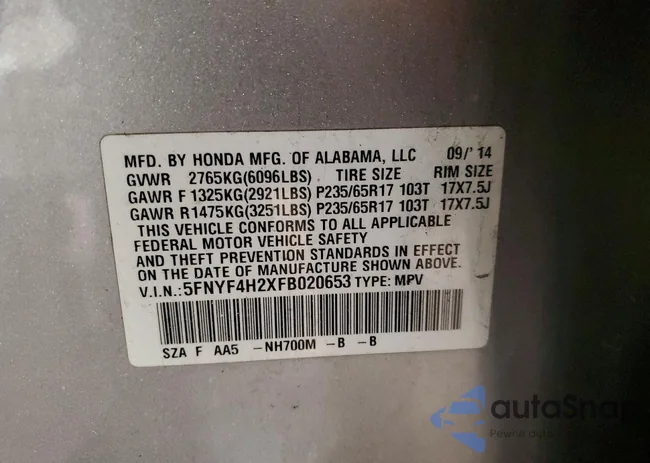 MFD. BY HONDA MFG. OF ALABAMA, LLC 09/'14
GVWR 2765KG(6096LBS) TIRE SIZE RIM SIZE
GAWR F 1325KG(2921LBS) P235/65R17 103T 17X7.5J
GAWR R 1475KG(3251LBS) P235/65R17 103T 17X7.5J
THIS VEHICLE CONFORMS TO ALL APPLICABLE
FEDERAL MOTOR VEHICLE SAFETY
AND THEFT PREVENTION STANDARDS IN EFFECT
ON THE DATE OF MANUFACTURE SHOWN ABOVE.
V.I.N.:5FNYF4H2XFB020653 TYPE: MPV
SZA F AA5 -NH700M -B -B
autoSnap
Pewne auto